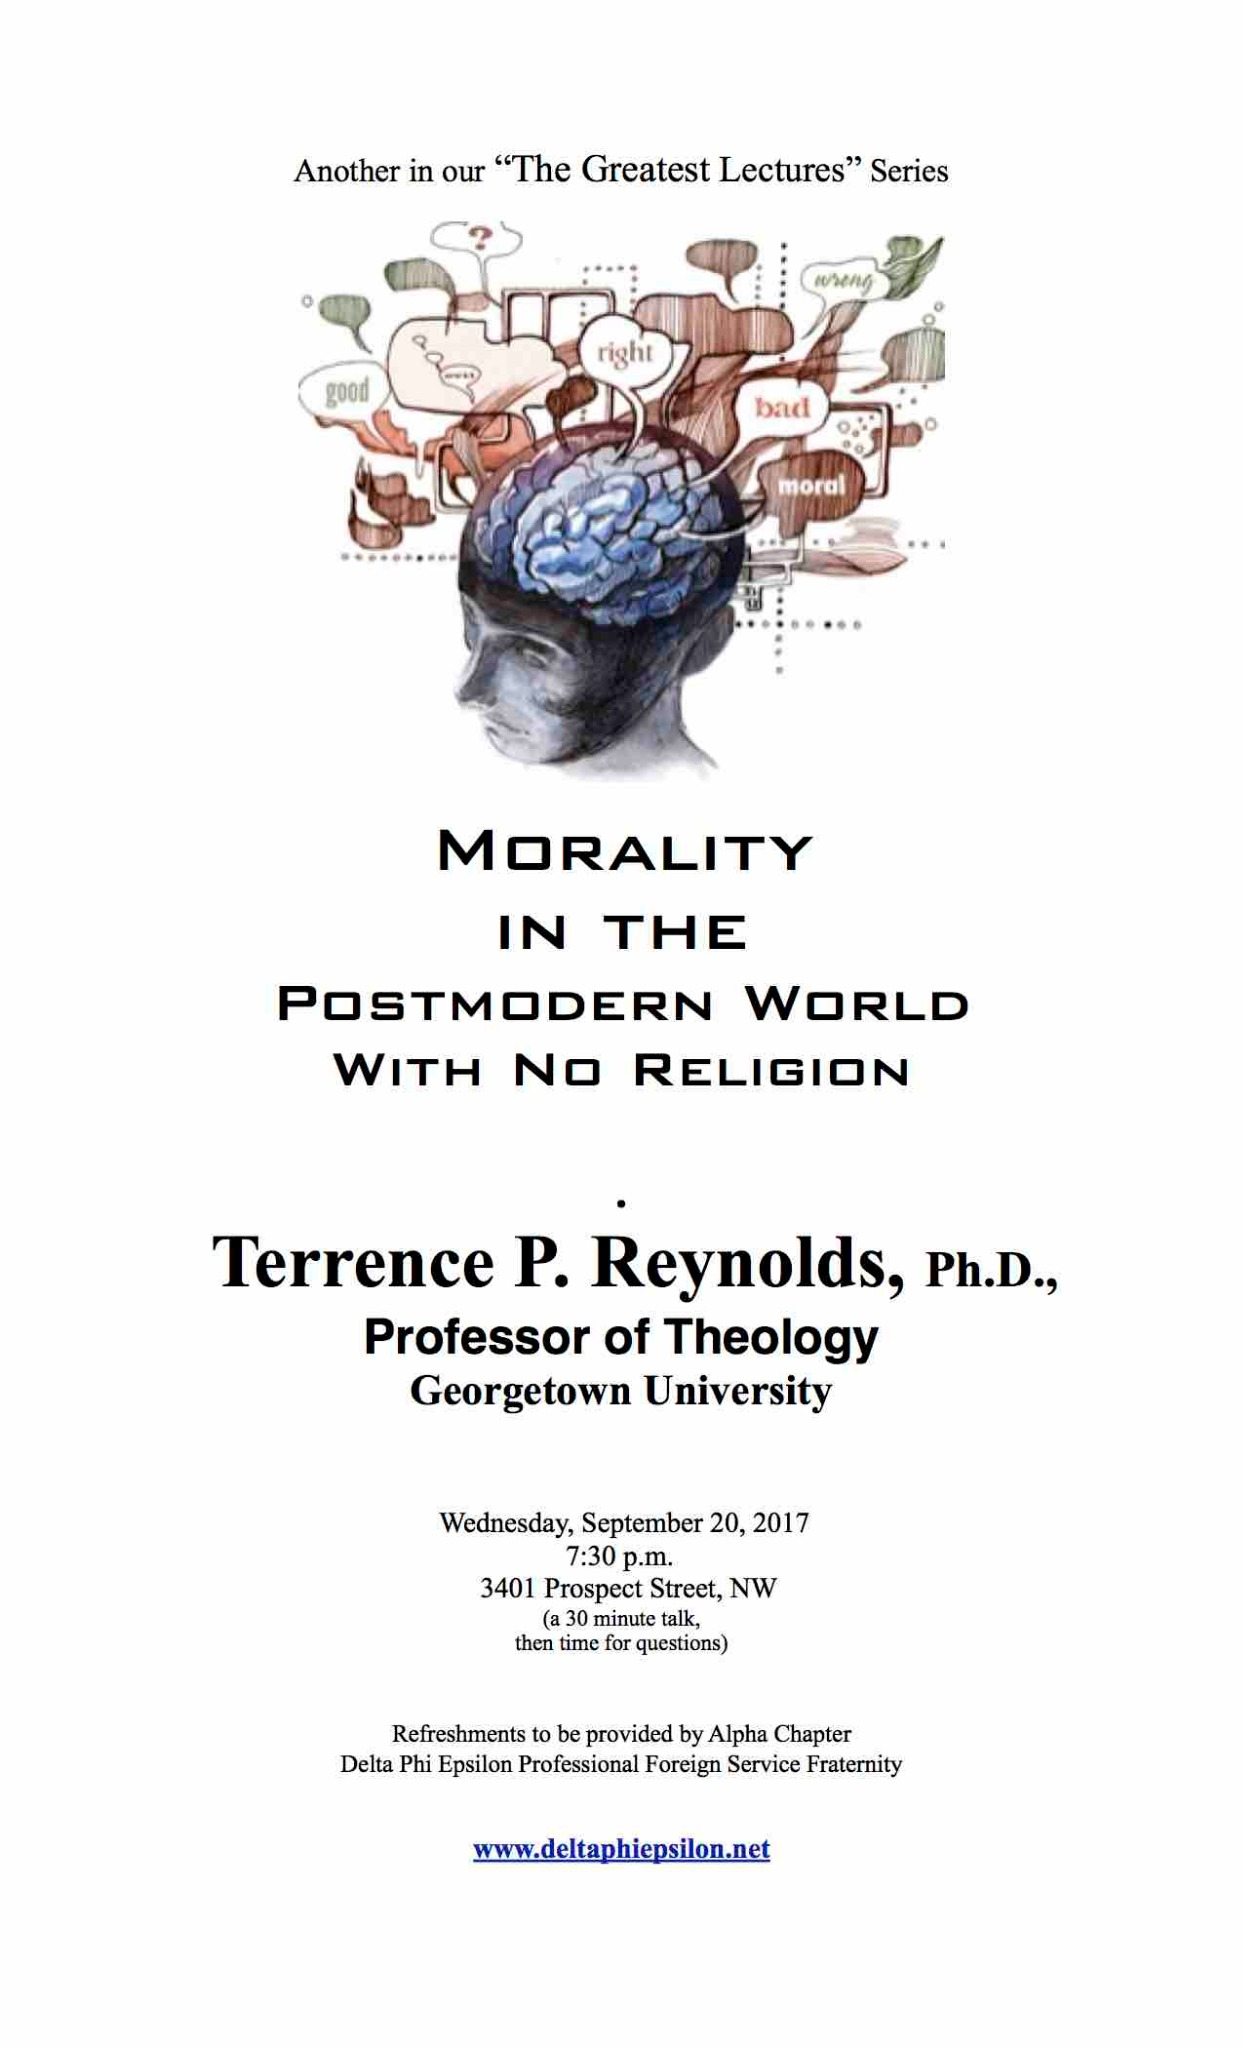 Another in our “The Greatest Lectures” Series
?
wrong
right
good
bad
moral
MORALITY
IN THE
POSTMODERN WORLD
WITH NO RELIGION
.
Terrence P. Reynolds, Ph.D.,
Professor of Theology
Georgetown University
Wednesday, September 20, 2017
7:30 p.m.
3401 Prospect Street, NW
(a 30 minute talk,
then time for questions)
Refreshments to be provided by Alpha Chapter
Delta Phi Epsilon Professional Foreign Service Fraternity
www.deltaphiepsilon.net